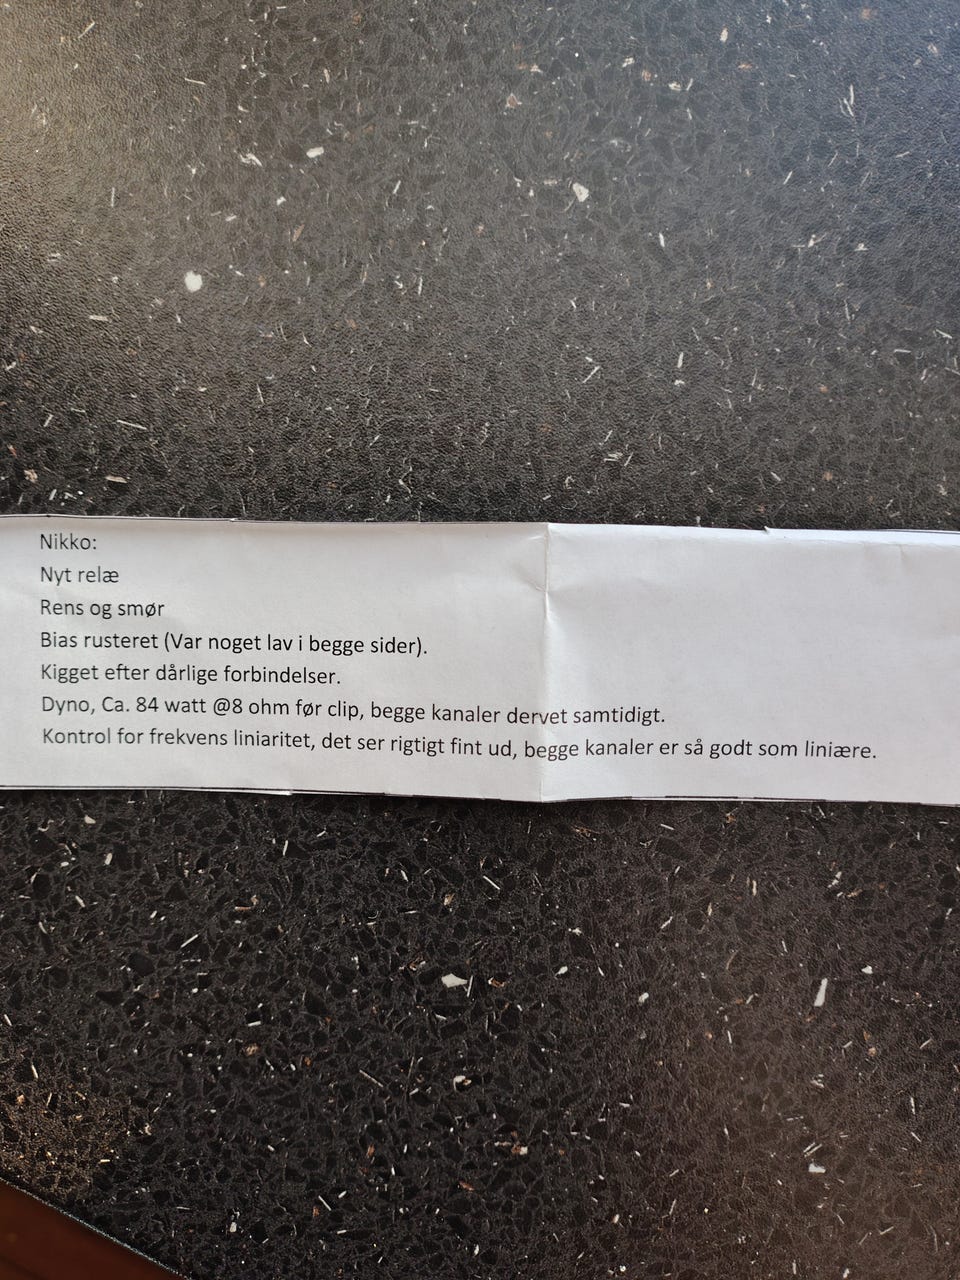 Nikko:
Nyt relæ
Rens og smør
Bias rusteret (Var noget lav i begge sider).
Kigget efter dårlige forbindelser.
Dyno, Ca. 84 watt @8 ohm før clip, begge kanaler dervet samtidigt.
Kontrol for frekvens liniaritet, det ser rigtigt fint ud, begge kanaler er så godt som liniære.